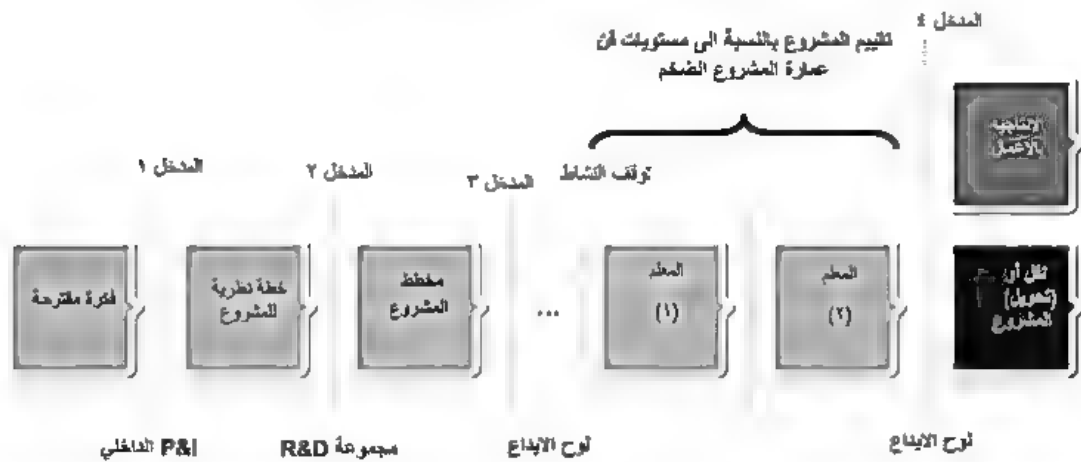 المدخل ٤
تقييم المشروع بالنسبة الى مستويات فن
عمارة المشروع الضخم
الإنتاجية
بالأعمال
المدخل ١
المدخل ٢
المدخل ٣
توقف النشاط
فكرة مقترحة
خطة نظرية
للمشروع
مخطط
المشروع
...
المعلم
(١)
المعلم
(٢)
نقل أو
(تحويل)
المشروع
P&I الداخلي
مجموعة R&D
لوح الابداع
لوح الابداع